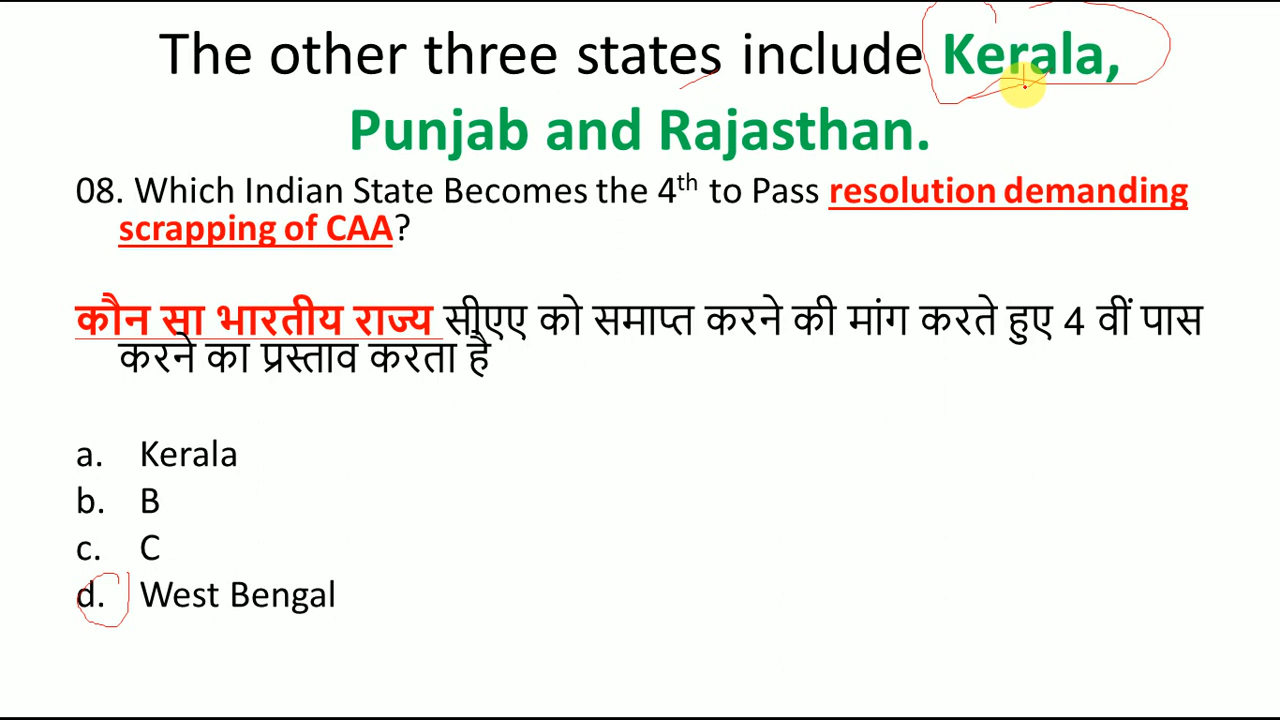 The other three states include Kerala,
Punjab and Rajasthan.
08. Which Indian State Becomes the 4th to Pass resolution demanding
scrapping of CAA?
कौन सा भारतीय राज्य सीएए को समाप्त करने की मांग करते हुए 4 वीं पास
करने का प्रस्ताव करता है
a. Kerala
b. B
c. C
d. West Bengal